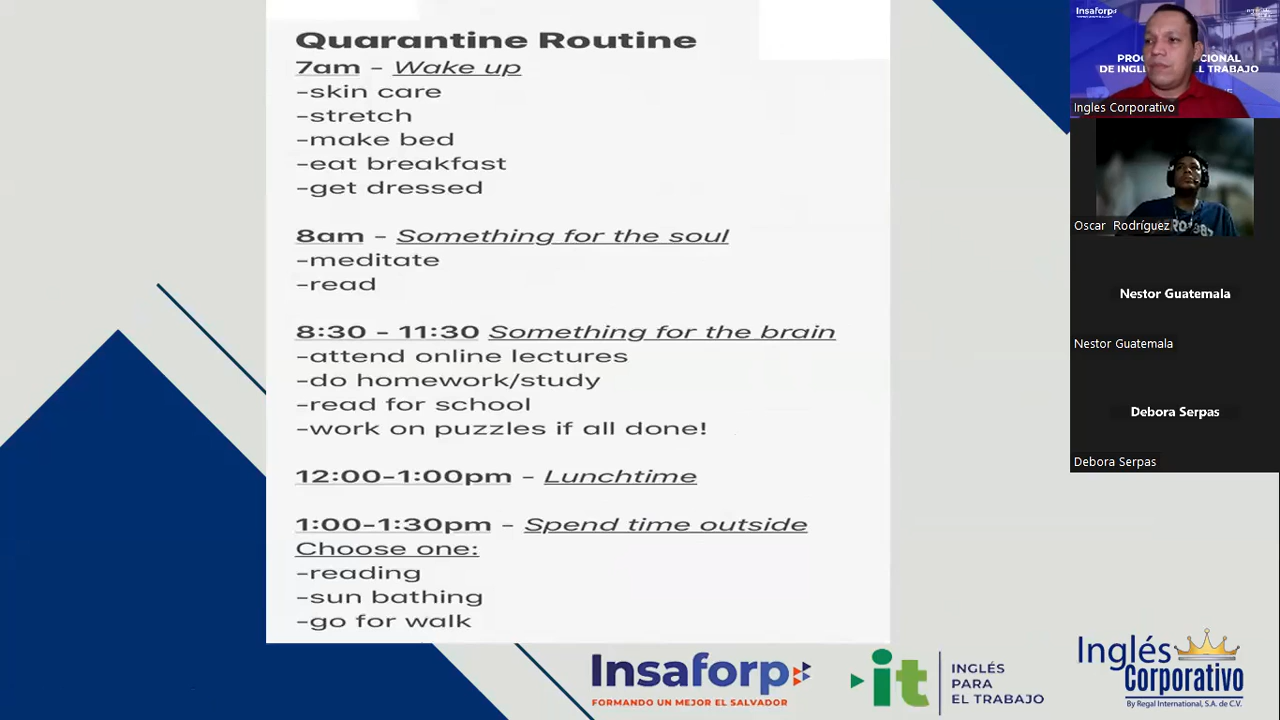 Quarantine Routine
7am – Wake up
-skin care
-stretch
-make bed
-eat breakfast
-get dressed
8am – Something for the soul
-meditate
-read
8:30 – 11:30 Something for the brain
-attend online lectures
-do homework/study
-read for school
-work on puzzles if all done!
12:00-1:00pm – Lunchtime
1:00-1:30pm – Spend time outside
Choose one:
-reading
-sun bathing
-go for walk
Insaforp
FORMANDO UN MEJOR EL SALVADOR
it
INGLÉS
PARA
EL TRABAJO
Inglés
Corporativo
By Regal International, S.A. de C.V.
Insaforp
Ingles Corporativo
Oscar Rodríguez
Nestor Guatemala
Nestor Guatemala
Debora Serpas
Debora Serpas